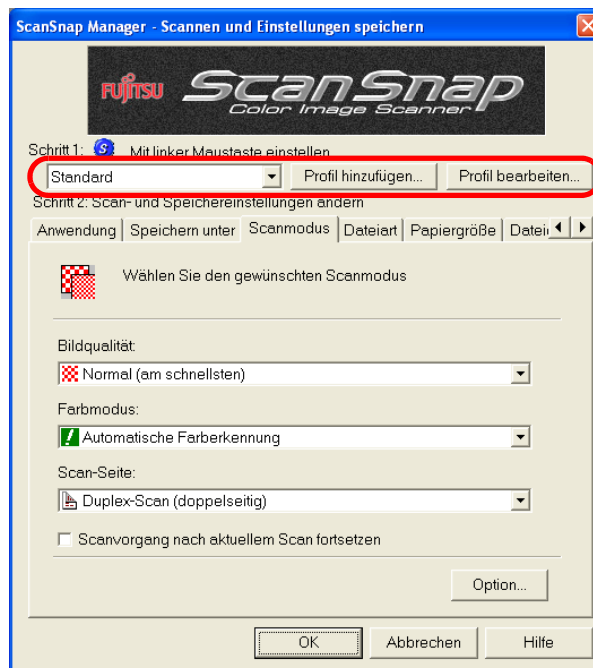 ScanSnap Manager - Scannen und Einstellungen speichern
FUJITSU ScanSnap
Color Image Scanner
Schritt 1: S Mit linker Maustaste einstellen
Standard Profil hinzufügen... Profil bearbeiten...
Schritt 2: Scan- und Speichereinstellungen ändern
Anwendung Speichern unter Scanmodus Dateiart Papiergröße Datei
Wählen Sie den gewünschten Scanmodus
Bildqualität:
Normal (am schnellsten)
Farbmodus:
Automatische Farberkennung
Scan-Seite:
Duplex-Scan (doppelseitig)
Scanvorgang nach aktuellem Scan fortsetzen
Option...
OK Abbrechen Hilfe